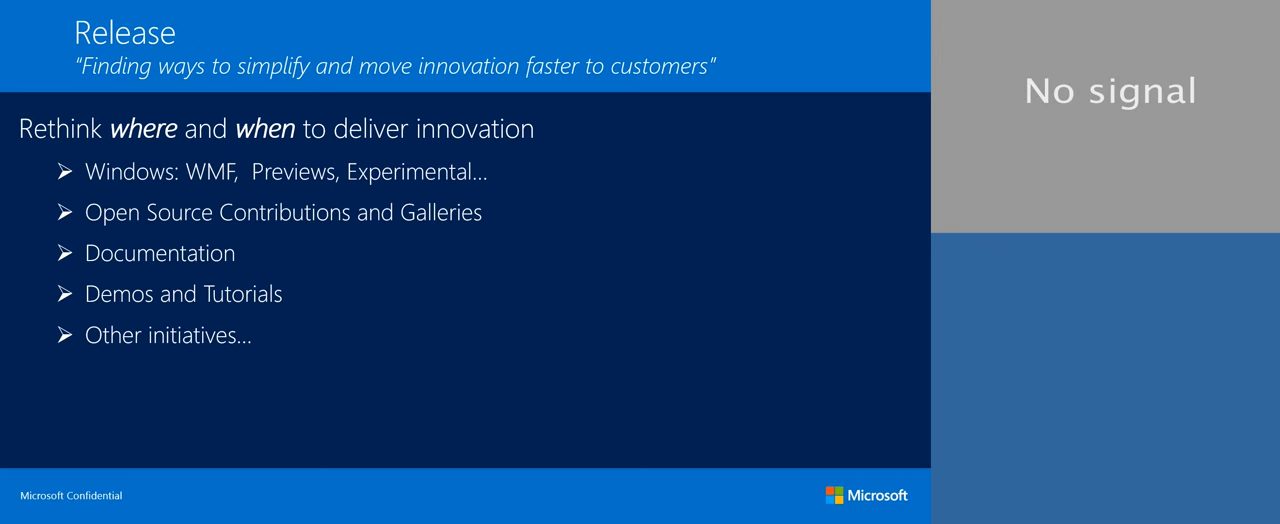 Release
“Finding ways to simplify and move innovation faster to customers”
Rethink where and when to deliver innovation
Windows: WMF, Previews, Experimental...
Open Source Contributions and Galleries
Documentation
Demos and Tutorials
Other initiatives...
Microsoft Confidential
Microsoft
No signal